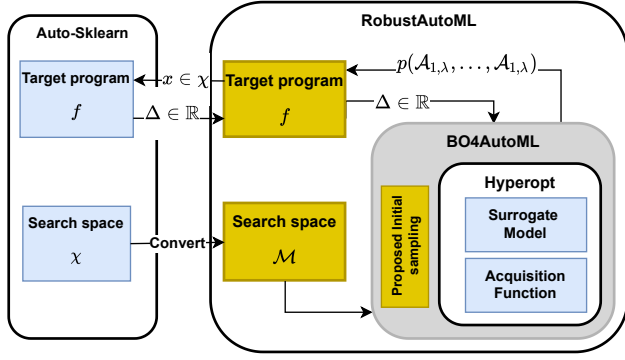 Auto-Sklearn
Target program
f
Search space
χ
x ∈ χ
Δ ∈ ℝ
Convert
RobustAutoML
Target program
f
Search space
ℳ
p(𝒜₁,λ, . . . , 𝒜₁,λ)
Δ ∈ ℝ
BO4AutoML
Proposed Initial
sampling
Hyperopt
Surrogate
Model
Acquisition
Function